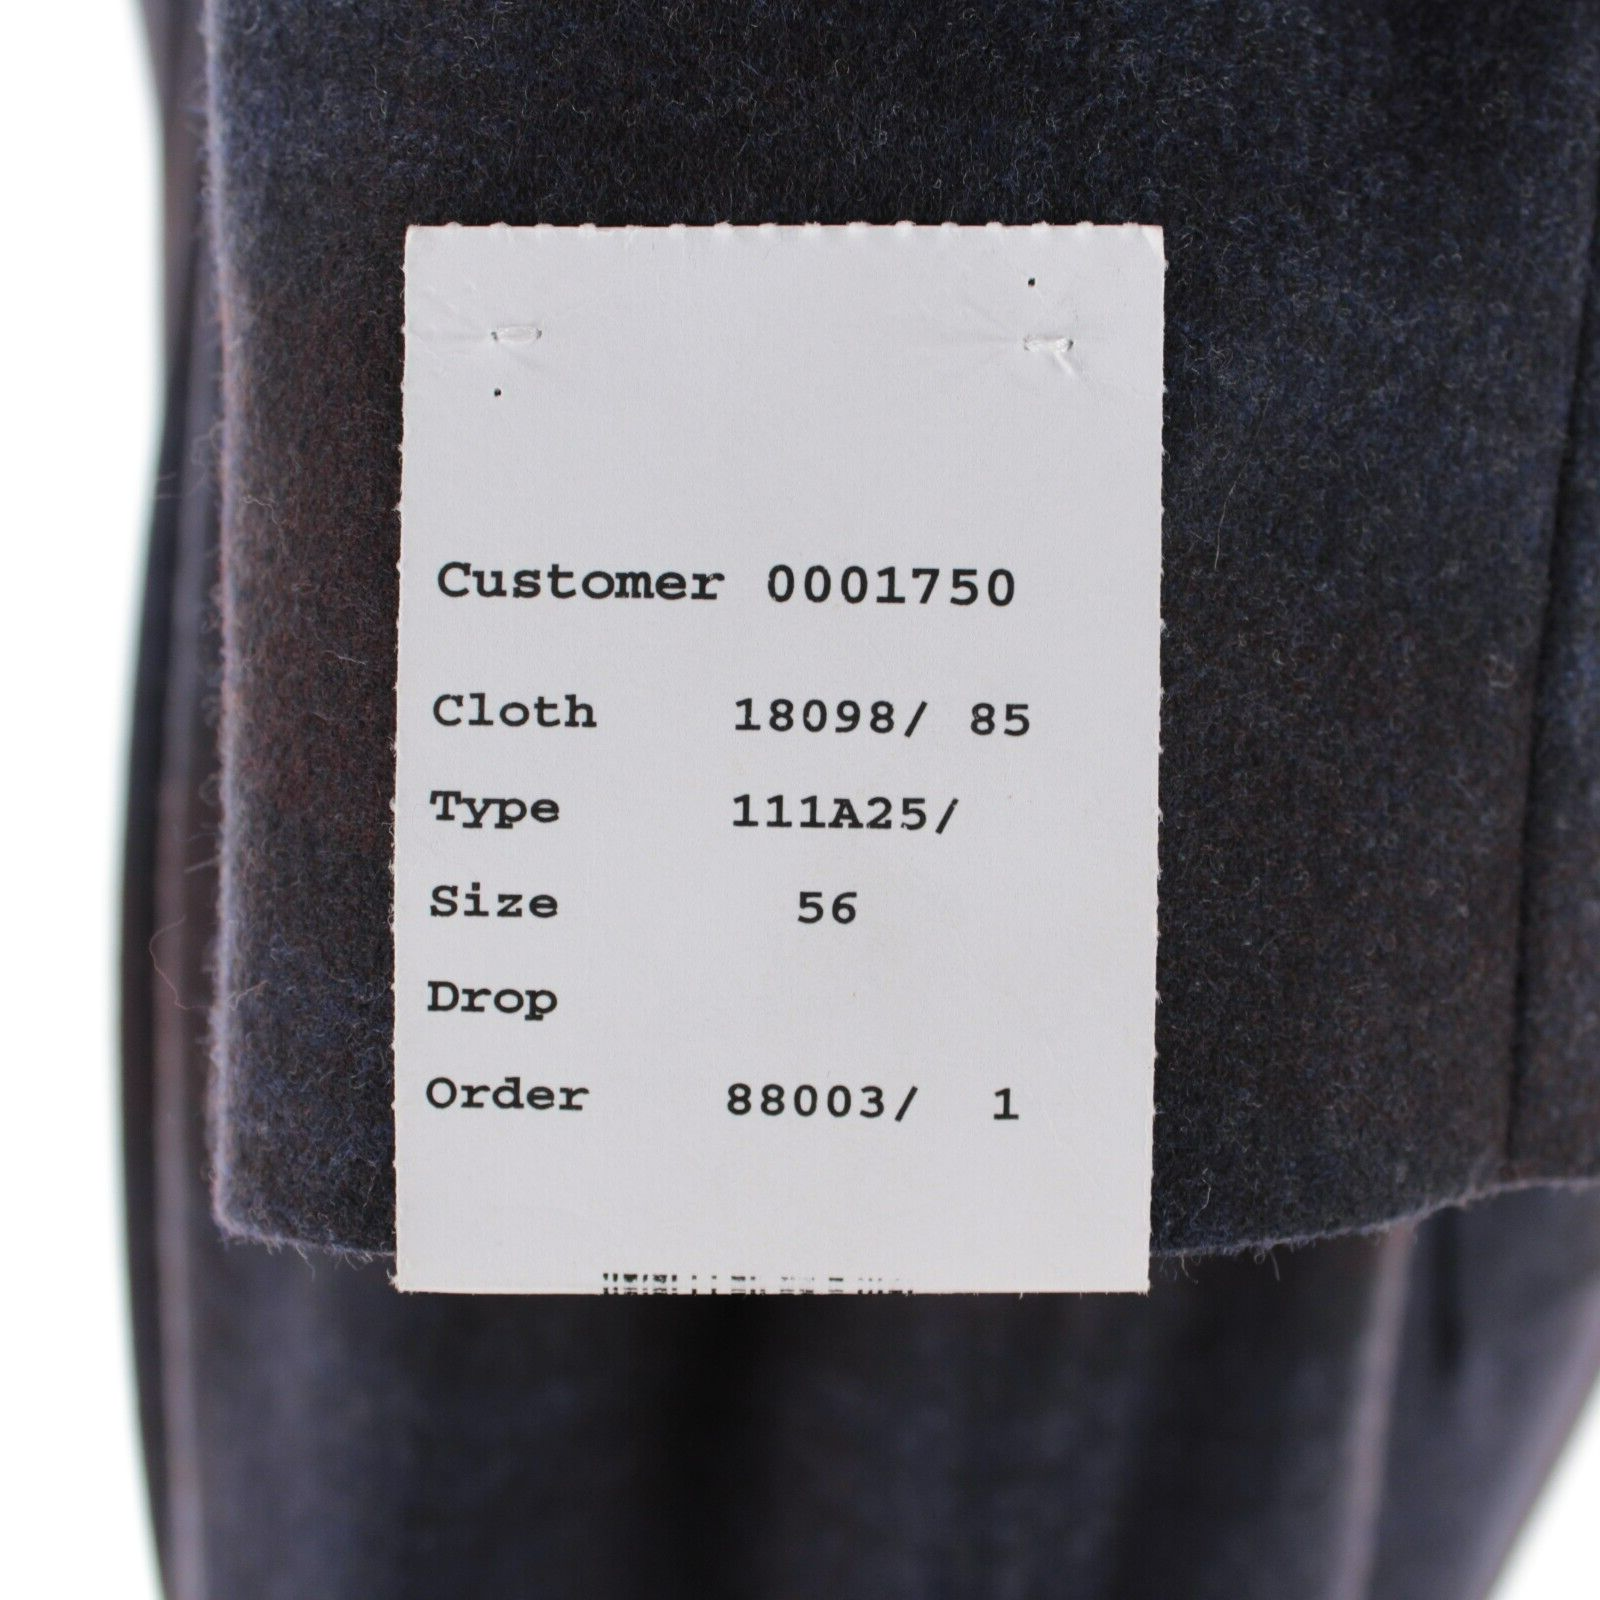 Customer 0001750
Cloth 18098/ 85
Type 111A25/
Size 56
Drop
Order 88003/ 1